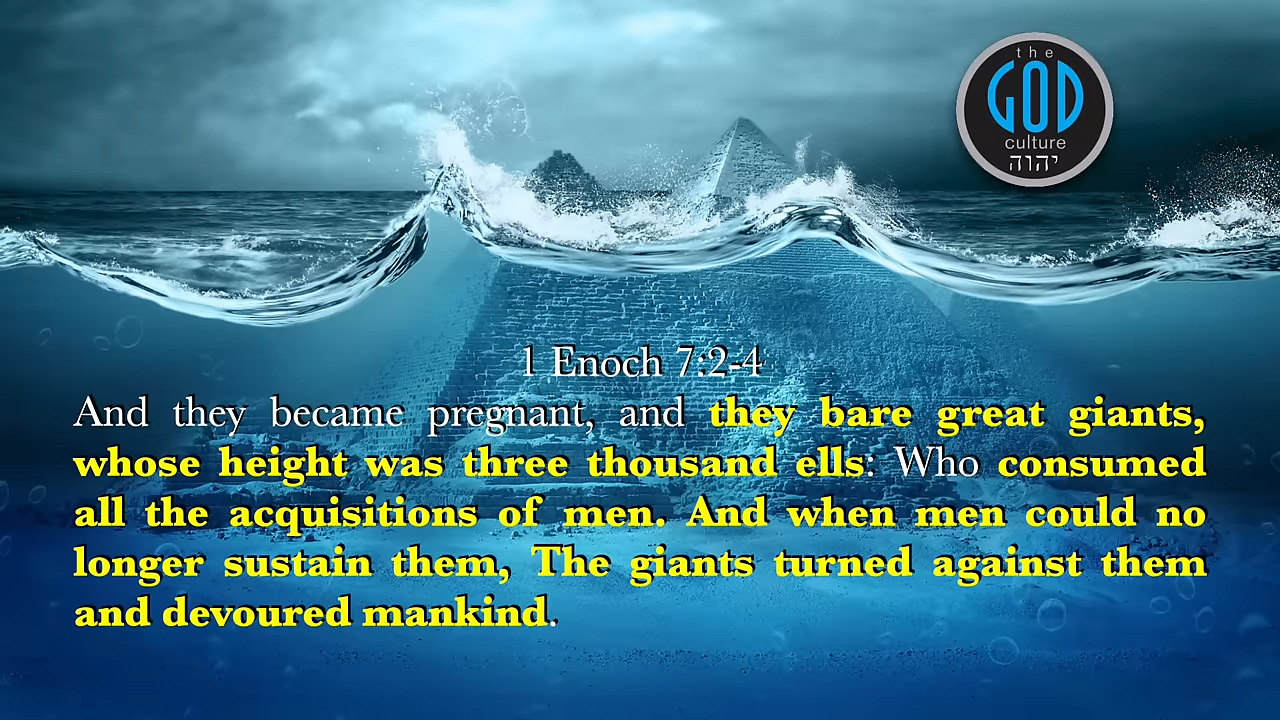 the
GOD
culture
יהוה
1 Enoch 7:2-4
And they became pregnant, and they bare great giants,
whose height was three thousand ells: Who consumed
all the acquisitions of men. And when men could no
longer sustain them, The giants turned against them
and devoured mankind.